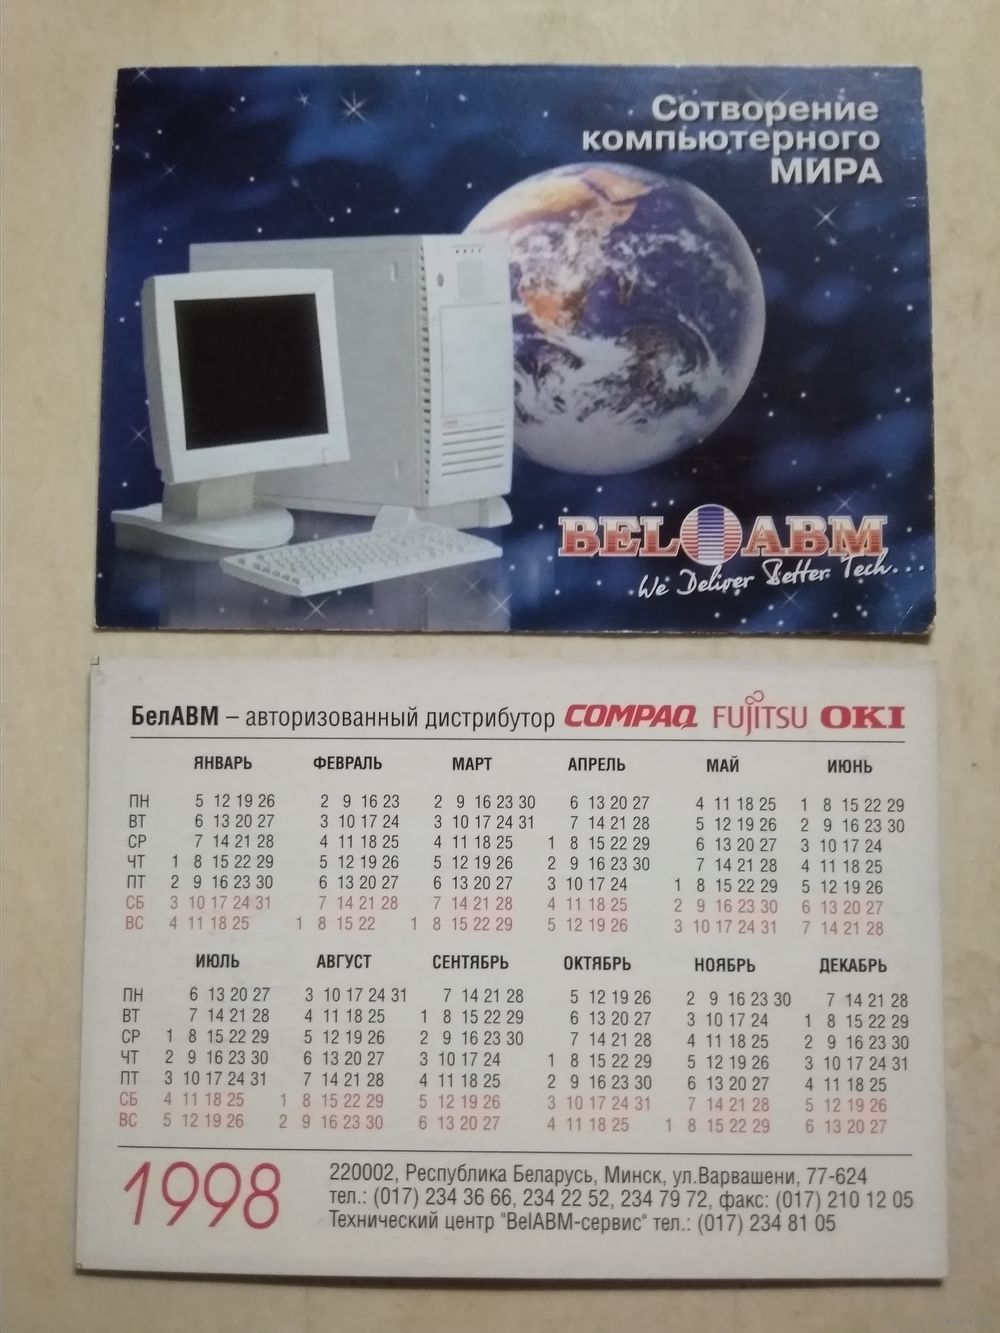 Сотворение
компьютерного
МИРА
BEL ABM
We Deliver Better Tech...
БелАВМ – авторизованный дистрибутор COMPAQ FUJITSU OKI
ЯНВАРЬ ФЕВРАЛЬ МАРТ АПРЕЛЬ МАЙ ИЮНЬ
ПН 5 12 19 26 2 9 16 23 2 9 16 23 30 6 13 20 27 4 11 18 25 1 8 15 22 29
ВТ 6 13 20 27 3 10 17 24 3 10 17 24 31 7 14 21 28 5 12 19 26 2 9 16 23 30
СР 7 14 21 28 4 11 18 25 4 11 18 25 1 8 15 22 29 6 13 20 27 3 10 17 24
ЧТ 1 8 15 22 29 5 12 19 26 5 12 19 26 2 9 16 23 30 7 14 21 28 4 11 18 25
ПТ 2 9 16 23 30 6 13 20 27 6 13 20 27 3 10 17 24 1 8 15 22 29 5 12 19 26
СБ 3 10 17 24 31 7 14 21 28 7 14 21 28 4 11 18 25 2 9 16 23 30 6 13 20 27
ВС 4 11 18 25 1 8 15 22 1 8 15 22 29 5 12 19 26 3 10 17 24 31 7 14 21 28
ИЮЛЬ АВГУСТ СЕНТЯБРЬ ОКТЯБРЬ НОЯБРЬ ДЕКАБРЬ
ПН 6 13 20 27 3 10 17 24 31 7 14 21 28 5 12 19 26 2 9 16 23 30 7 14 21 28
ВТ 7 14 21 28 4 11 18 25 1 8 15 22 29 6 13 20 27 3 10 17 24 1 8 15 22 29
СР 1 8 15 22 29 5 12 19 26 2 9 16 23 30 7 14 21 28 4 11 18 25 2 9 16 23 30
ЧТ 2 9 16 23 30 6 13 20 27 3 10 17 24 1 8 15 22 29 5 12 19 26 3 10 17 24 31
ПТ 3 10 17 24 31 7 14 21 28 4 11 18 25 2 9 16 23 30 6 13 20 27 4 11 18 25
СБ 4 11 18 25 1 8 15 22 29 5 12 19 26 3 10 17 24 31 7 14 21 28 5 12 19 26
ВС 5 12 19 26 2 9 16 23 30 6 13 20 27 4 11 18 25 1 8 15 22 29 6 13 20 27
1998
220002, Республика Беларусь, Минск, ул.Варвашени, 77-624
тел.: (017) 234 36 66, 234 22 52, 234 79 72, факс: (017) 210 12 05
Технический центр "BelABM-сервис" тел.: (017) 234 81 05